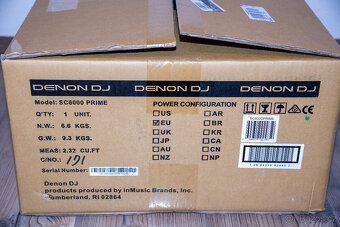 DENON DJ DENON DJ DENON DJ
Model: SC6000 PRIME
POWER CONFIGURATION
Q'TY: 1 UNIT.
N.W.: 6.6 KGS.
G.W.: 9.3 KGS.
MEAS: 2.32 CU.FT
C/NO.: 171
Serial Number:
US AR
EU BR
UK KR
JP CA
AU CN
NZ NP
SC6000PRIME
Denon DJ
products produced by inMusic Brands, Inc.
Cumberland, RI 02864